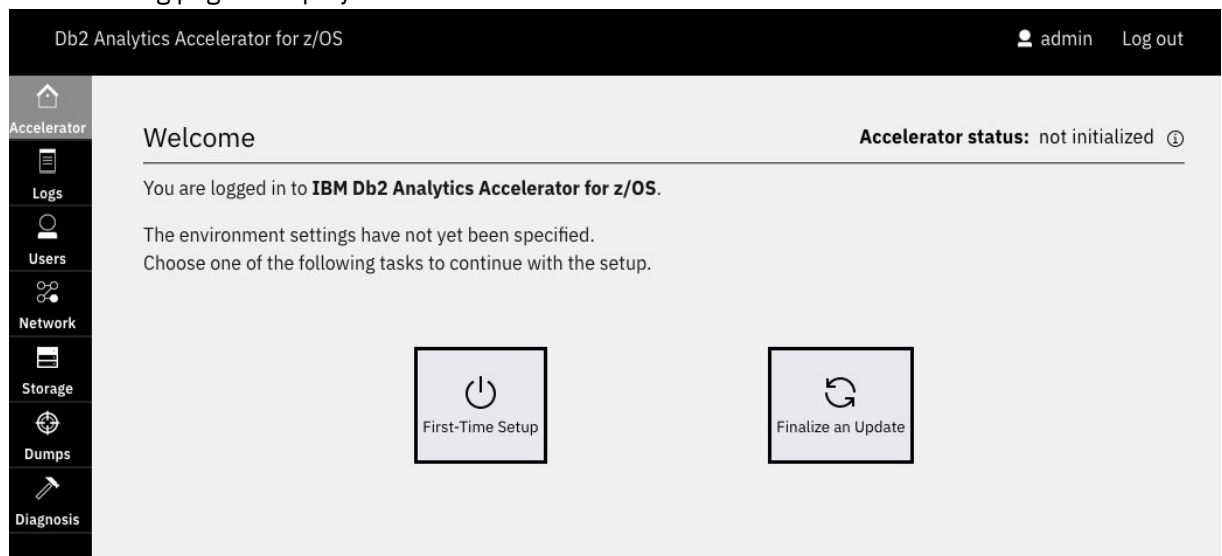 Db2 Analytics Accelerator for z/OS
admin Log out
Accelerator
Logs
Users
Network
Storage
Dumps
Diagnosis
Welcome
Accelerator status: not initialized
You are logged in to IBM Db2 Analytics Accelerator for z/OS.
The environment settings have not yet been specified.
Choose one of the following tasks to continue with the setup.
First-Time Setup
Finalize an Update